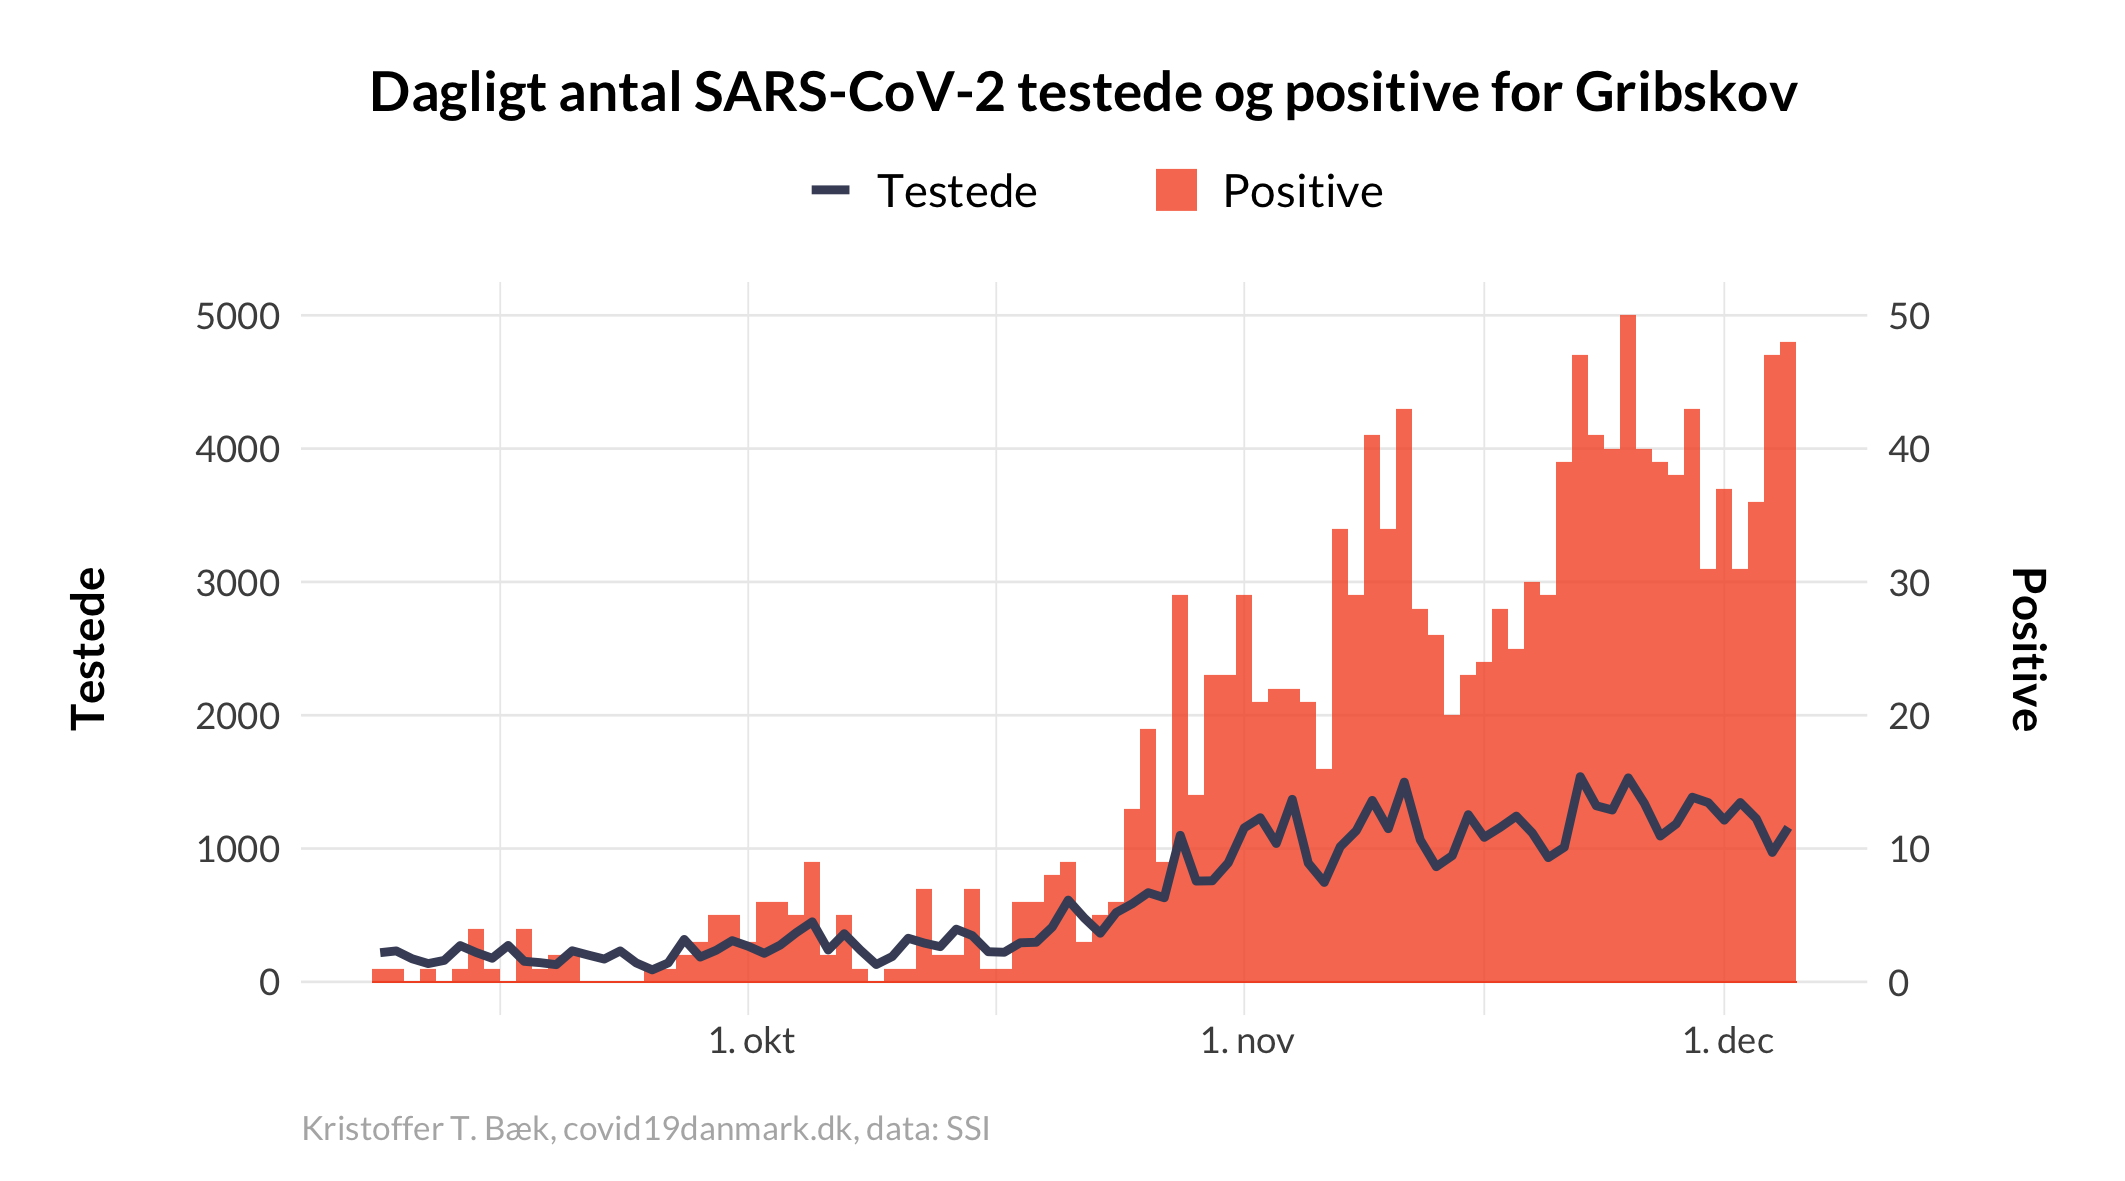 Dagligt antal SARS-CoV-2 testede og positive for Gribskov
Testede
Positive
5000
4000
3000
2000
1000
0
50
40
30
20
10
0
Testede
Positive
1. okt
1. nov
1. dec
Kristoffer T. Bæk, covid19danmark.dk, data: SSI